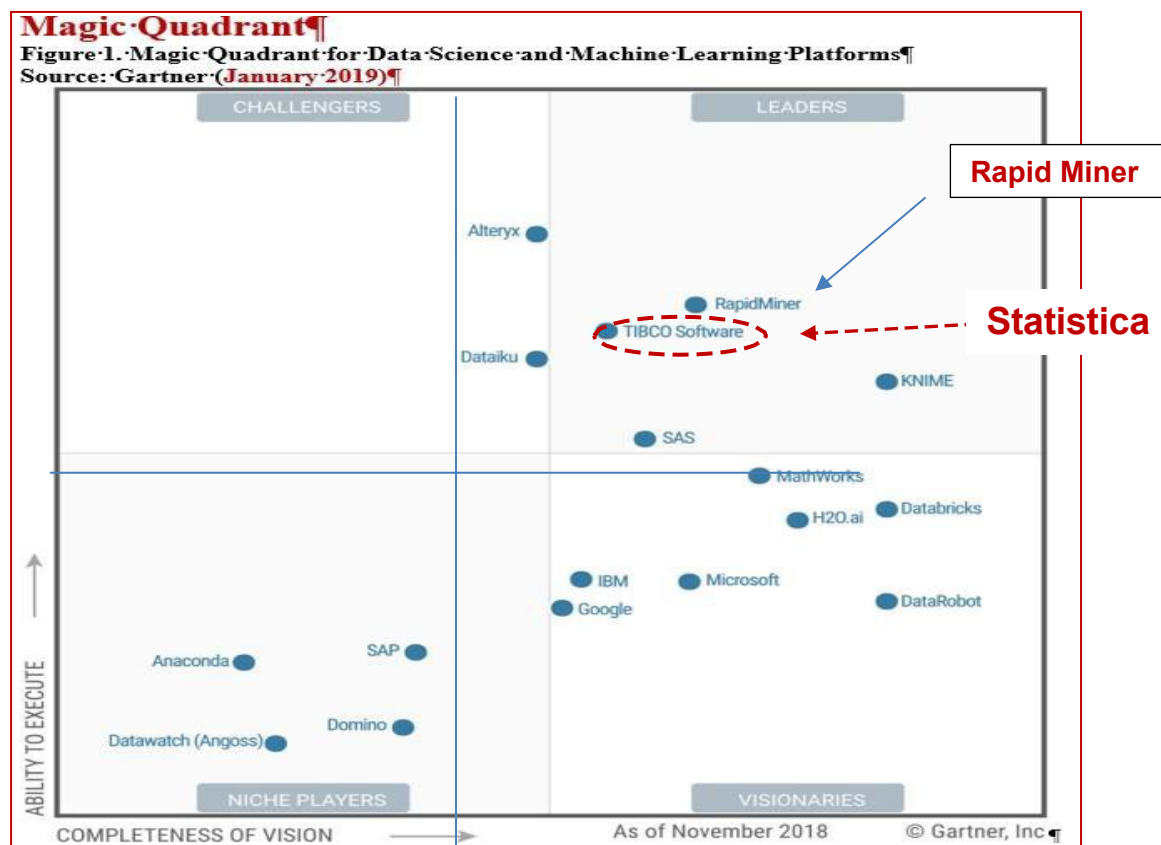 Magic·Quadrant¶
Figure·1.·Magic·Quadrant·for·Data·Science·and·Machine·Learning·Platforms¶
Source:·Gartner·(January·2019)¶
CHALLENGERS
LEADERS
Rapid Miner
Alteryx
RapidMiner
TIBCO Software
Statistica
Dataiku
KNIME
SAS
MathWorks
Databricks
H2O.ai
IBM
Microsoft
Google
DataRobot
SAP
Anaconda
Domino
Datawatch (Angoss)
ABILITY TO EXECUTE
NICHE PLAYERS
VISIONARIES
COMPLETENESS OF VISION
As of November 2018
© Gartner, Inc¶